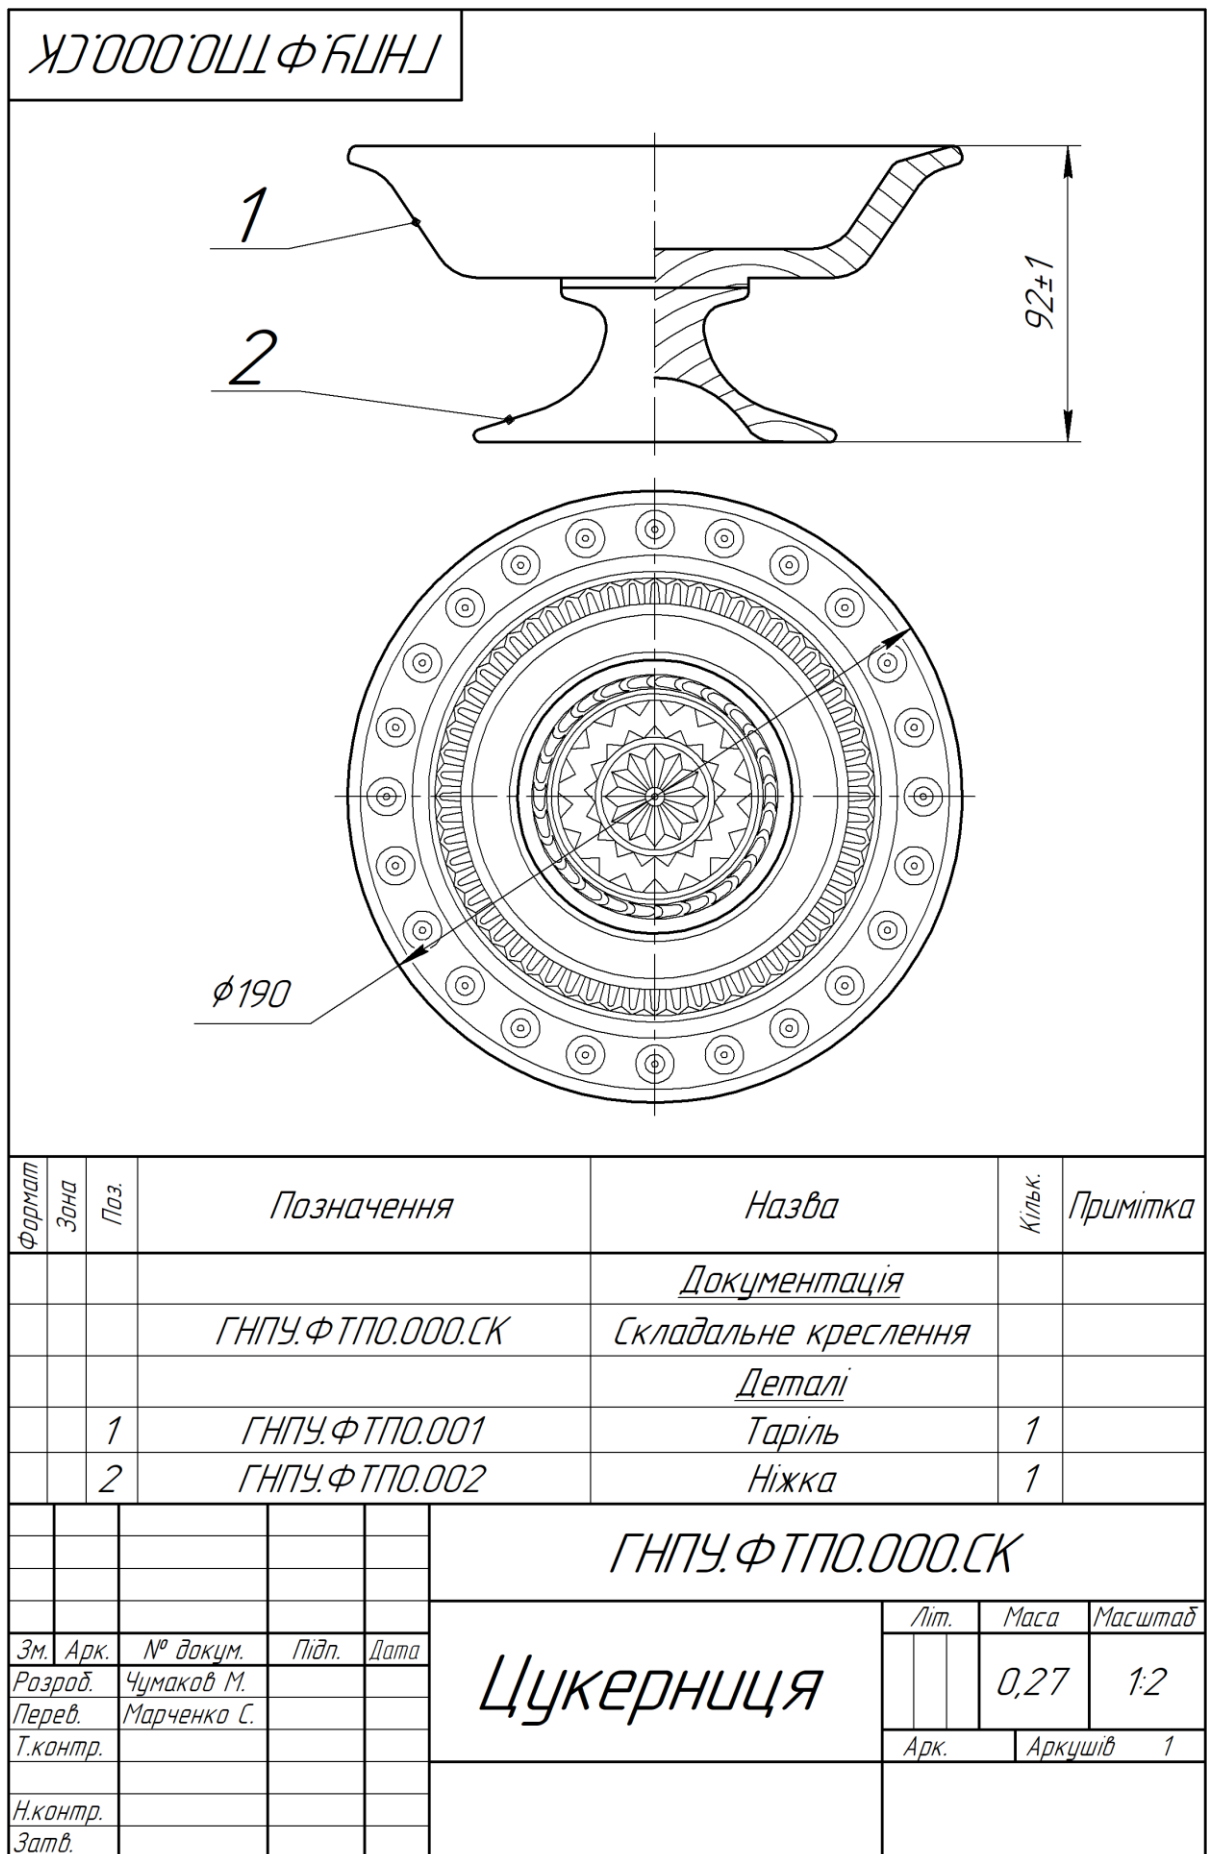 ГНПУ.ФТПО.000.СК
1
2
92±1
ϕ190
Формат Зона Поз. Позначення Назва Кільк. Примітка
Документація
ГНПУ.ФТПО.000.СК Складальне креслення
Деталі
1 ГНПУ.ФТПО.001 Таріль 1
2 ГНПУ.ФТПО.002 Ніжка 1
ГНПУ.ФТПО.000.СК
Зм. Арк. № докум. Підп. Дата
Розроб. Чумаков М.
Перев. Марченко С.
Т.контр.
Н.контр.
Затв.
Цукерниця
Літ. Маса Масштаб
0,27 1:2
Арк. Аркушів 1